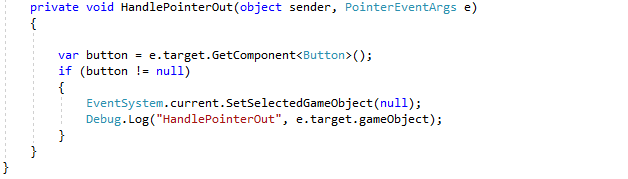 private void HandlePointerOut(object sender, PointerEventArgs e)
{
var button = e.target.GetComponent<Button>();
if (button != null)
{
EventSystem.current.SetSelectedGameObject(null);
Debug.Log("HandlePointerOut", e.target.gameObject);
}
}
}